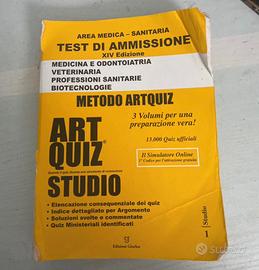 AREA MEDICA - SANITARIA
TEST DI AMMISSIONE
XIV Edizione
MEDICINA E ODONTOIATRIA
VETERINARIA
PROFESSIONI SANITARIE
BIOTECNOLOGIE
METODO ARTQUIZ
ART
QUIZ®
STUDIO
3 Volumi per una
preparazione vera!
13.000 Quiz ufficiali
Il Simulatore Online
• Elencazione consequenziale dei quiz
• Indice dettagliato per Argomento
• Soluzioni svolte e commentate
• Quiz Ministeriali identificati
Studio
1
subito